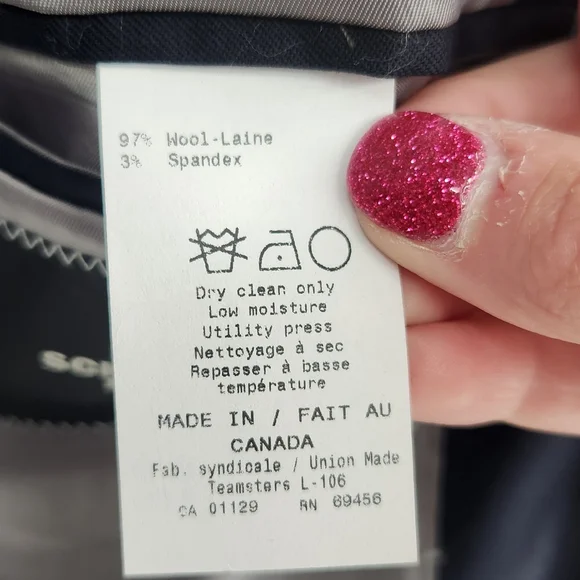 97% Wool-Laine
3% Spandex
Dry clean only
Low moisture
Utility press
Nettoyage à sec
Repasser à basse
température
MADE IN / FAIT AU
CANADA
Fab. syndicale / Union Made
Teamsters L-106
CA 01129 RN 69456